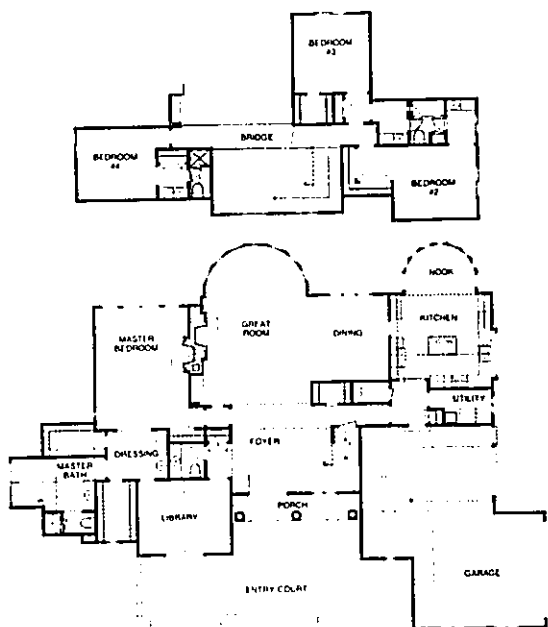 BEDROOM
#3
BRIDGE
BEDROOM
#4
BEDROOM
#2
NOOK
GREAT
ROOM
KITCHEN
MASTER
BEDROOM
DINING
UTILITY
FOYER
DRESSING
MASTER
BATH
PORCH
LIBRARY
GARAGE
ENTRY COURT